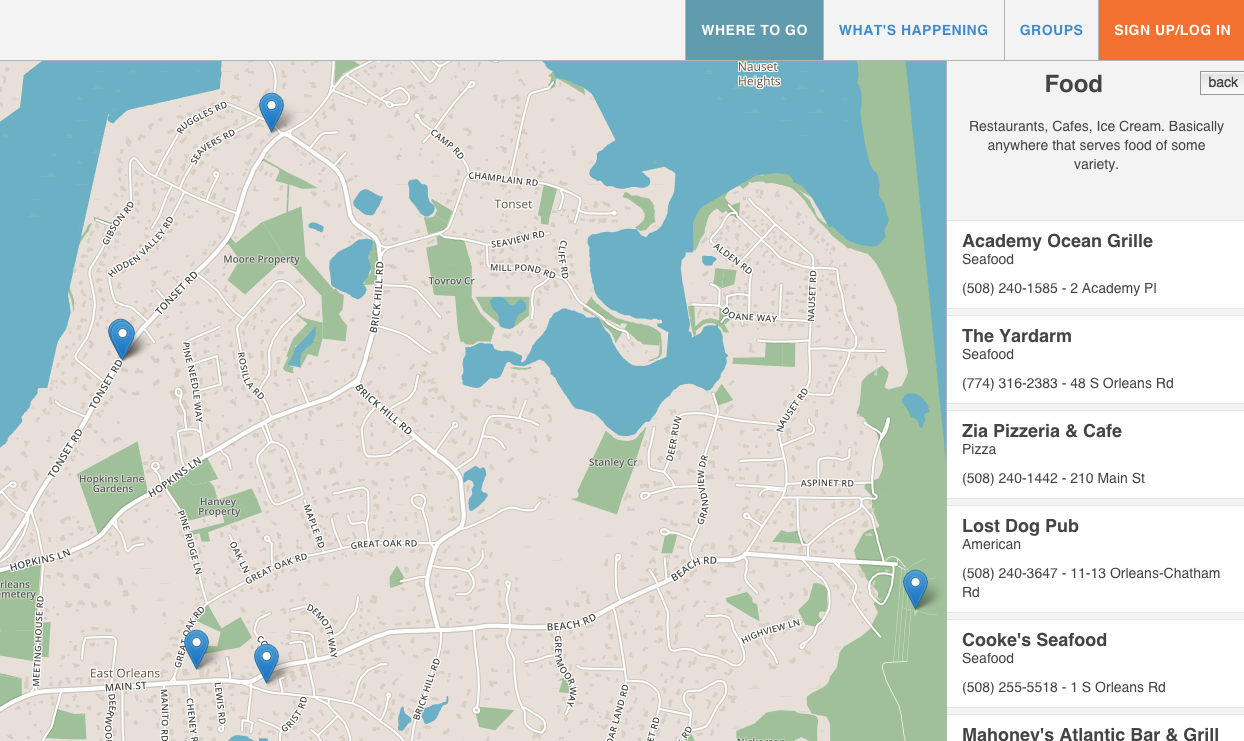 WHERE TO GO
WHAT'S HAPPENING
GROUPS
SIGN UP/LOG IN
Nauset
Heights
RUGGLES RD
SEAVERS RD
CAMP RD
CHAMPLAIN RD
Tonset
GIBSON RD
HIDDEN VALLEY RD
Moore Property
SEAVIEW RD
CLIFF RD
MILL POND RD
Tovrov Cr
ALDEN RD
NAUSET RD
DOANE WAY
TONSET RD
BRICK HILL RD
PINE NEEDLE WAY
ROSILLA RD
TONSET RD
BRICK HILL RD
NAUSET RD
TONSET RD
DEER RUN
Stanley Cr
Hopkins Lane
Gardens
HOPKINS LN
GRANDVIEW DR
ASPINET RD
Hanvey
Property
PINE RIDGE LN
MAPLE RD
OAK LN
GREAT OAK RD
HOPKINS LN
GREAT OAK RD
BEACH RD
rleans
emetery
MEETING HOUSE RD
GREAT OAK RD
DEMOTT WAY
BEACH RD
HIGHVIEW LN
CO
East Orleans
MAIN ST
GREYMOOR WAY
BRICK HILL RD
LEWIS RD
GRIST RD
DEERWOO
MANITO RD
CHENEY R
DAR LAND RD
ET RD
RD
Food
back
Restaurants, Cafes, Ice Cream. Basically
anywhere that serves food of some
variety.
Academy Ocean Grille
Seafood
(508) 240-1585 - 2 Academy Pl
The Yardarm
Seafood
(774) 316-2383 - 48 S Orleans Rd
Zia Pizzeria & Cafe
Pizza
(508) 240-1442 - 210 Main St
Lost Dog Pub
American
(508) 240-3647 - 11-13 Orleans-Chatham
Rd
Cooke's Seafood
Seafood
(508) 255-5518 - 1 S Orleans Rd
Mahoney's Atlantic Bar & Grill